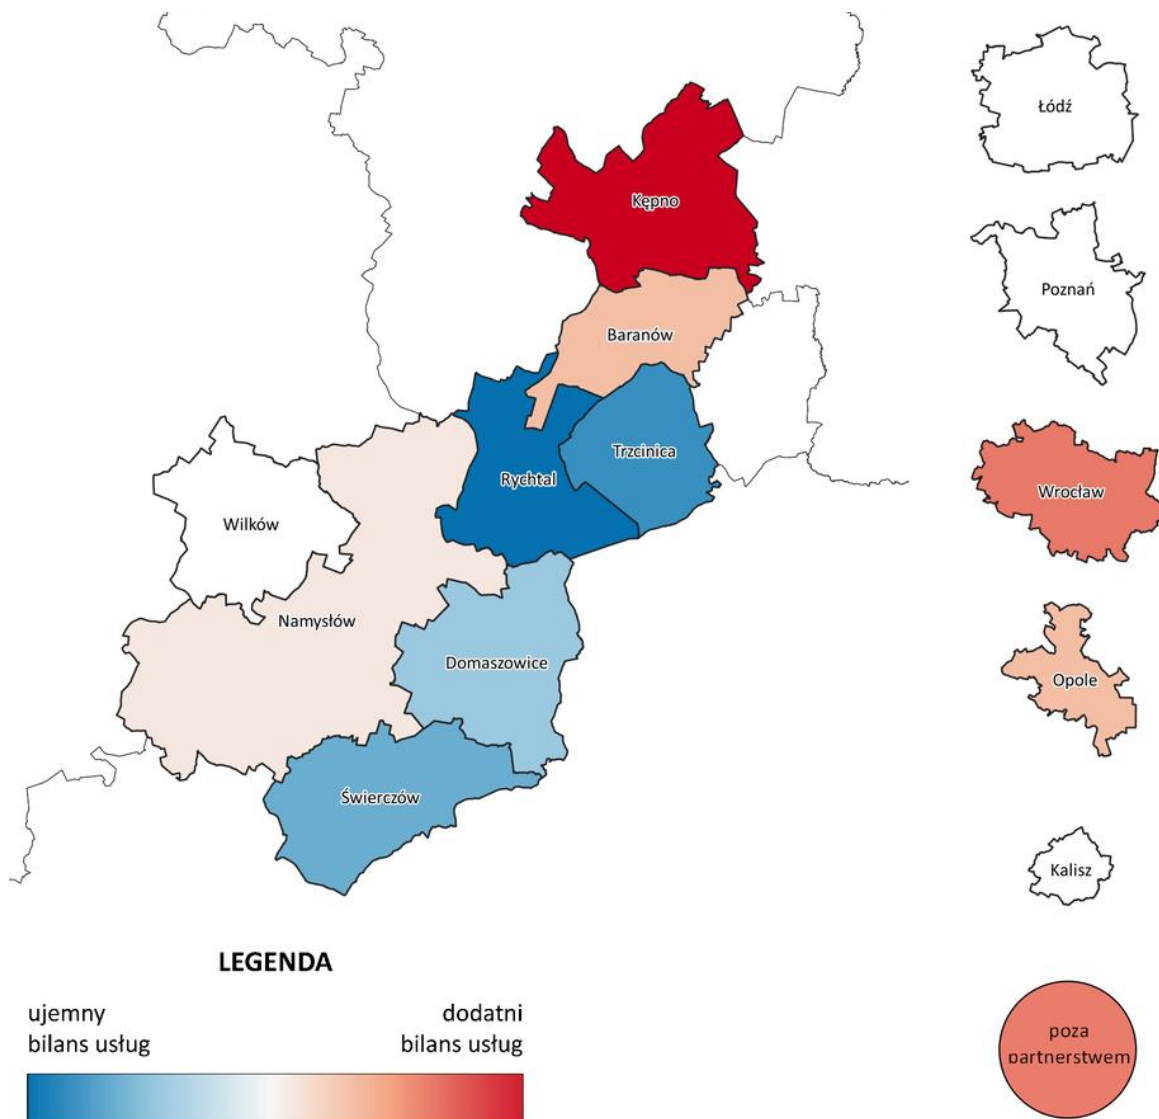 Łódź
Kępno
Poznań
Baranów
Trzcinica
Rychtal
Wrocław
Wilków
Namysłów
Domaszowice
Opole
Świerczów
Kalisz
LEGENDA
ujemny
bilans usług
dodatni
bilans usług
poza
partnerstwem